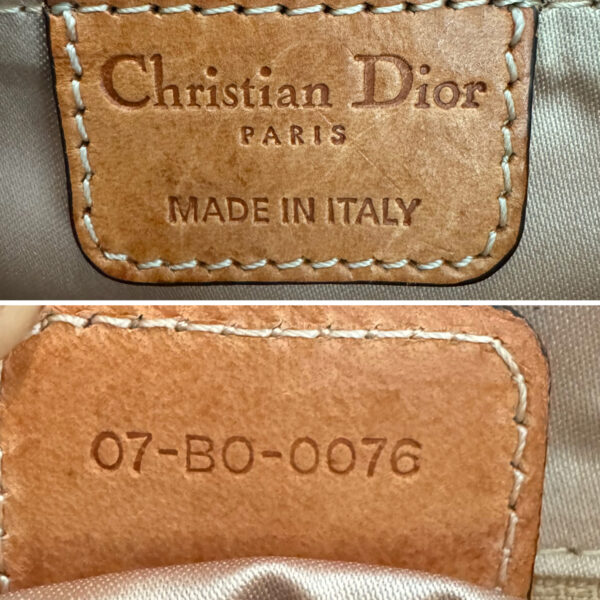 Christian Dior
PARIS
MADE IN ITALY
07-BO-0076